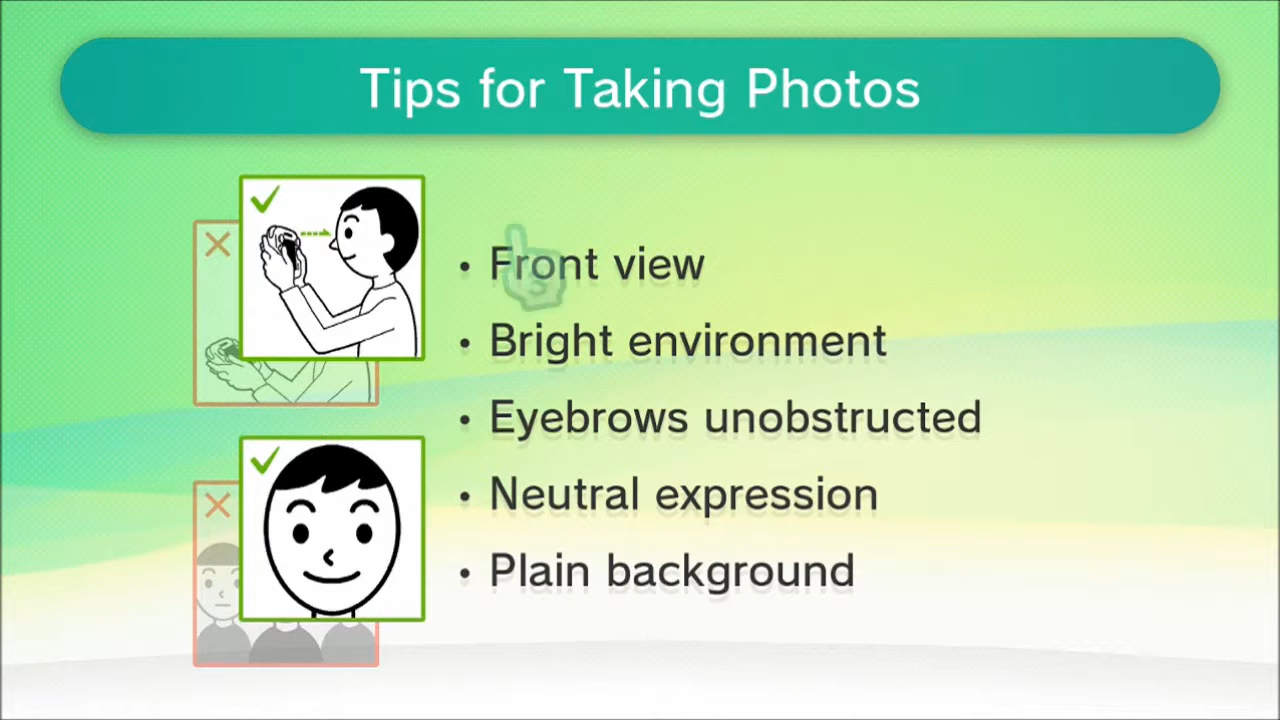 Tips for Taking Photos
• Front view
• Bright environment
• Eyebrows unobstructed
• Neutral expression
• Plain background